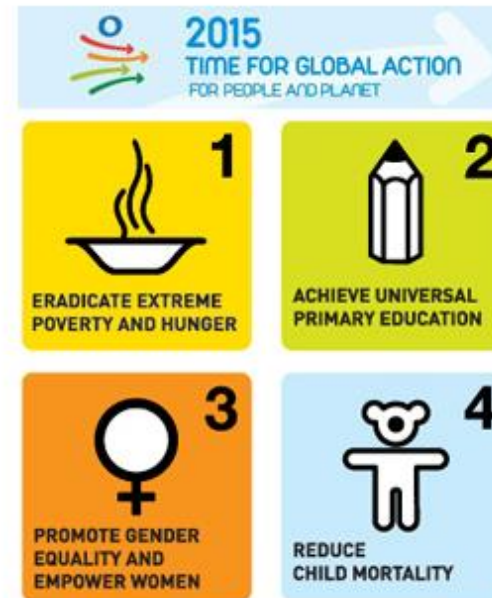 2015
TIME FOR GLOBAL ACTION
FOR PEOPLE AND PLANET
1
ERADICATE EXTREME
POVERTY AND HUNGER
2
ACHIEVE UNIVERSAL
PRIMARY EDUCATION
3
PROMOTE GENDER
EQUALITY AND
EMPOWER WOMEN
4
REDUCE
CHILD MORTALITY